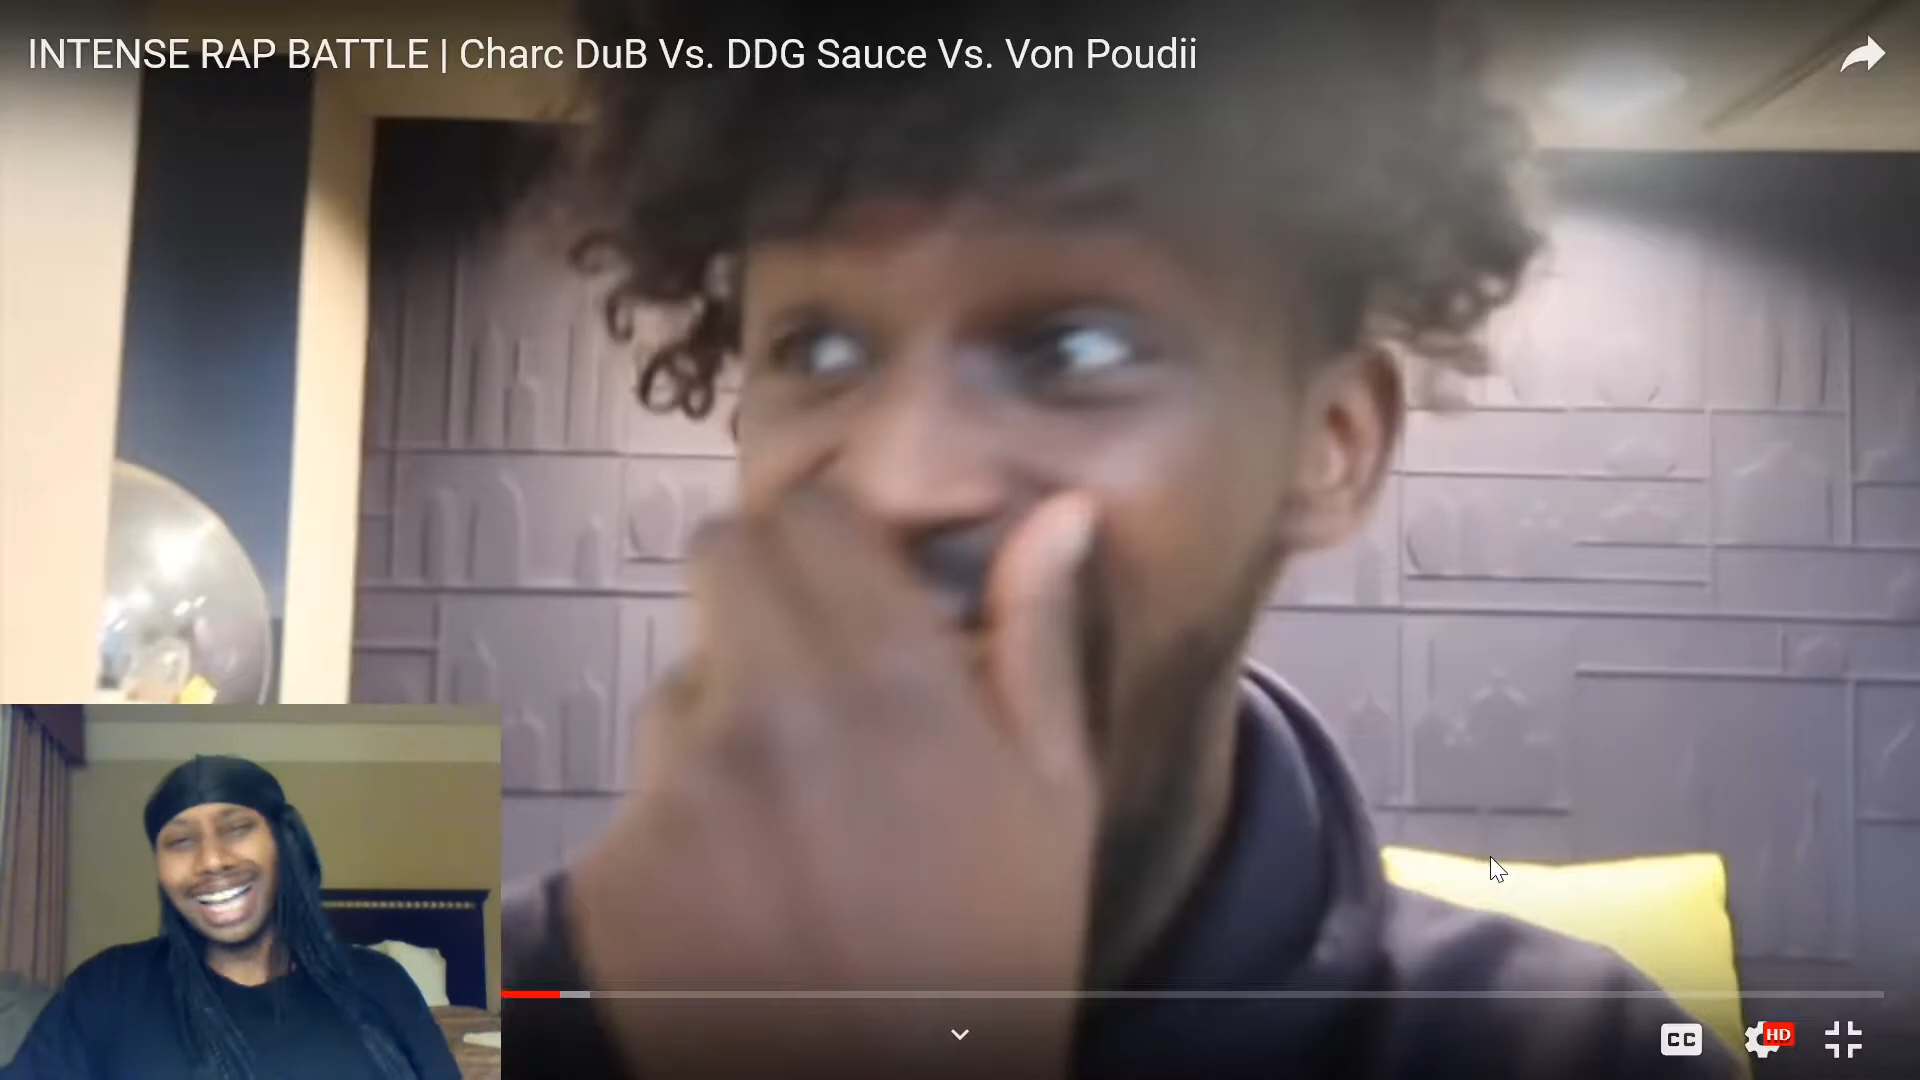 INTENSE RAP BATTLE | Charc DuB Vs. DDG Sauce Vs. Von Poudii
CC
HD